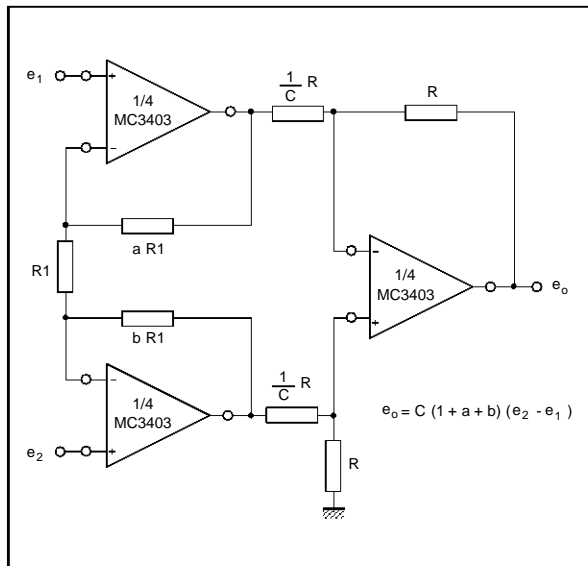 e1
+
1/4
MC3403
-
1/C R
R
a R1
R1
b R1
-
1/4
MC3403
+
eo
-
1/4
MC3403
+
e2
1/C R
R
eo = C (1 + a + b) (e2 - e1 )